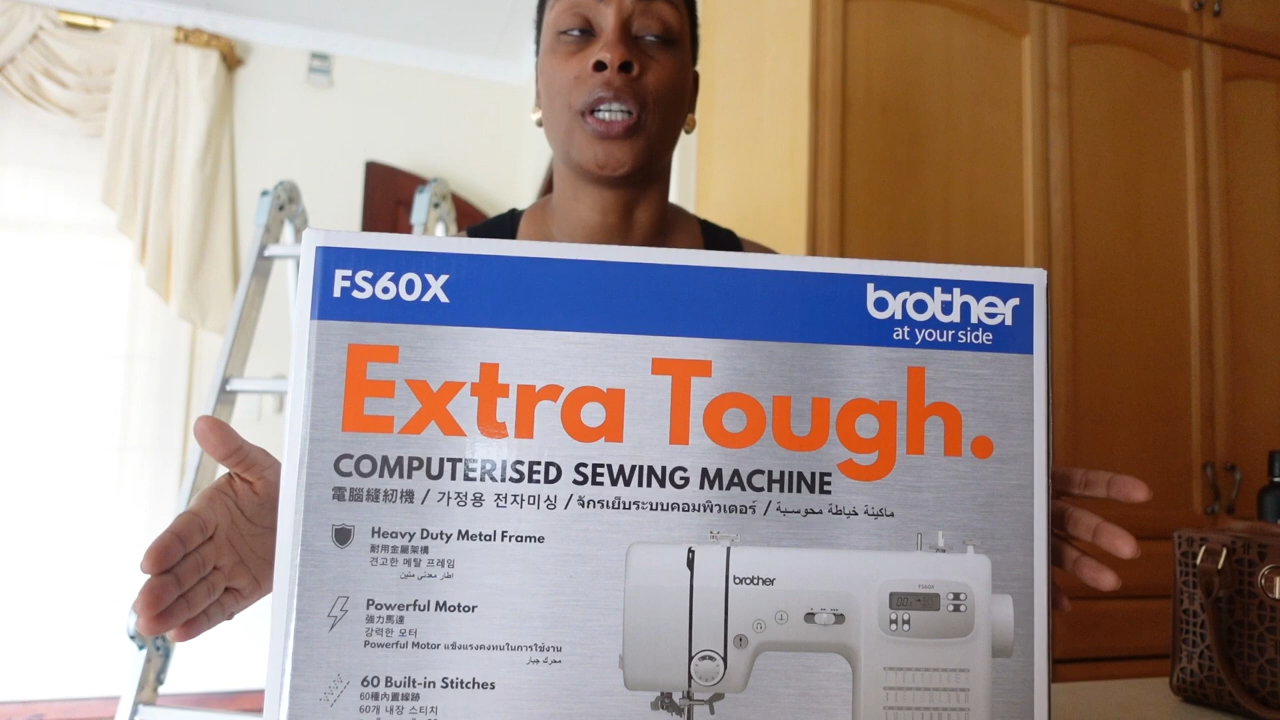 FS60X
brother
at your side
Extra Tough.
COMPUTERISED SEWING MACHINE
電腦縫紉機 / 가정용 전자미싱 / จักรเย็บระบบคอมพิวเตอร์ / ماكينة خياطة محوسبة
Heavy Duty Metal Frame
耐用金屬架構
견고한 메탈 프레임
اطار معدني متين
Powerful Motor
強力馬達
강력한 모터
Powerful Motor แข็งแรงคงทนในการใช้งาน
محرك جبار
60 Built-in Stitches
60種內置線跡
60개 내장 스티치
brother
FS60X